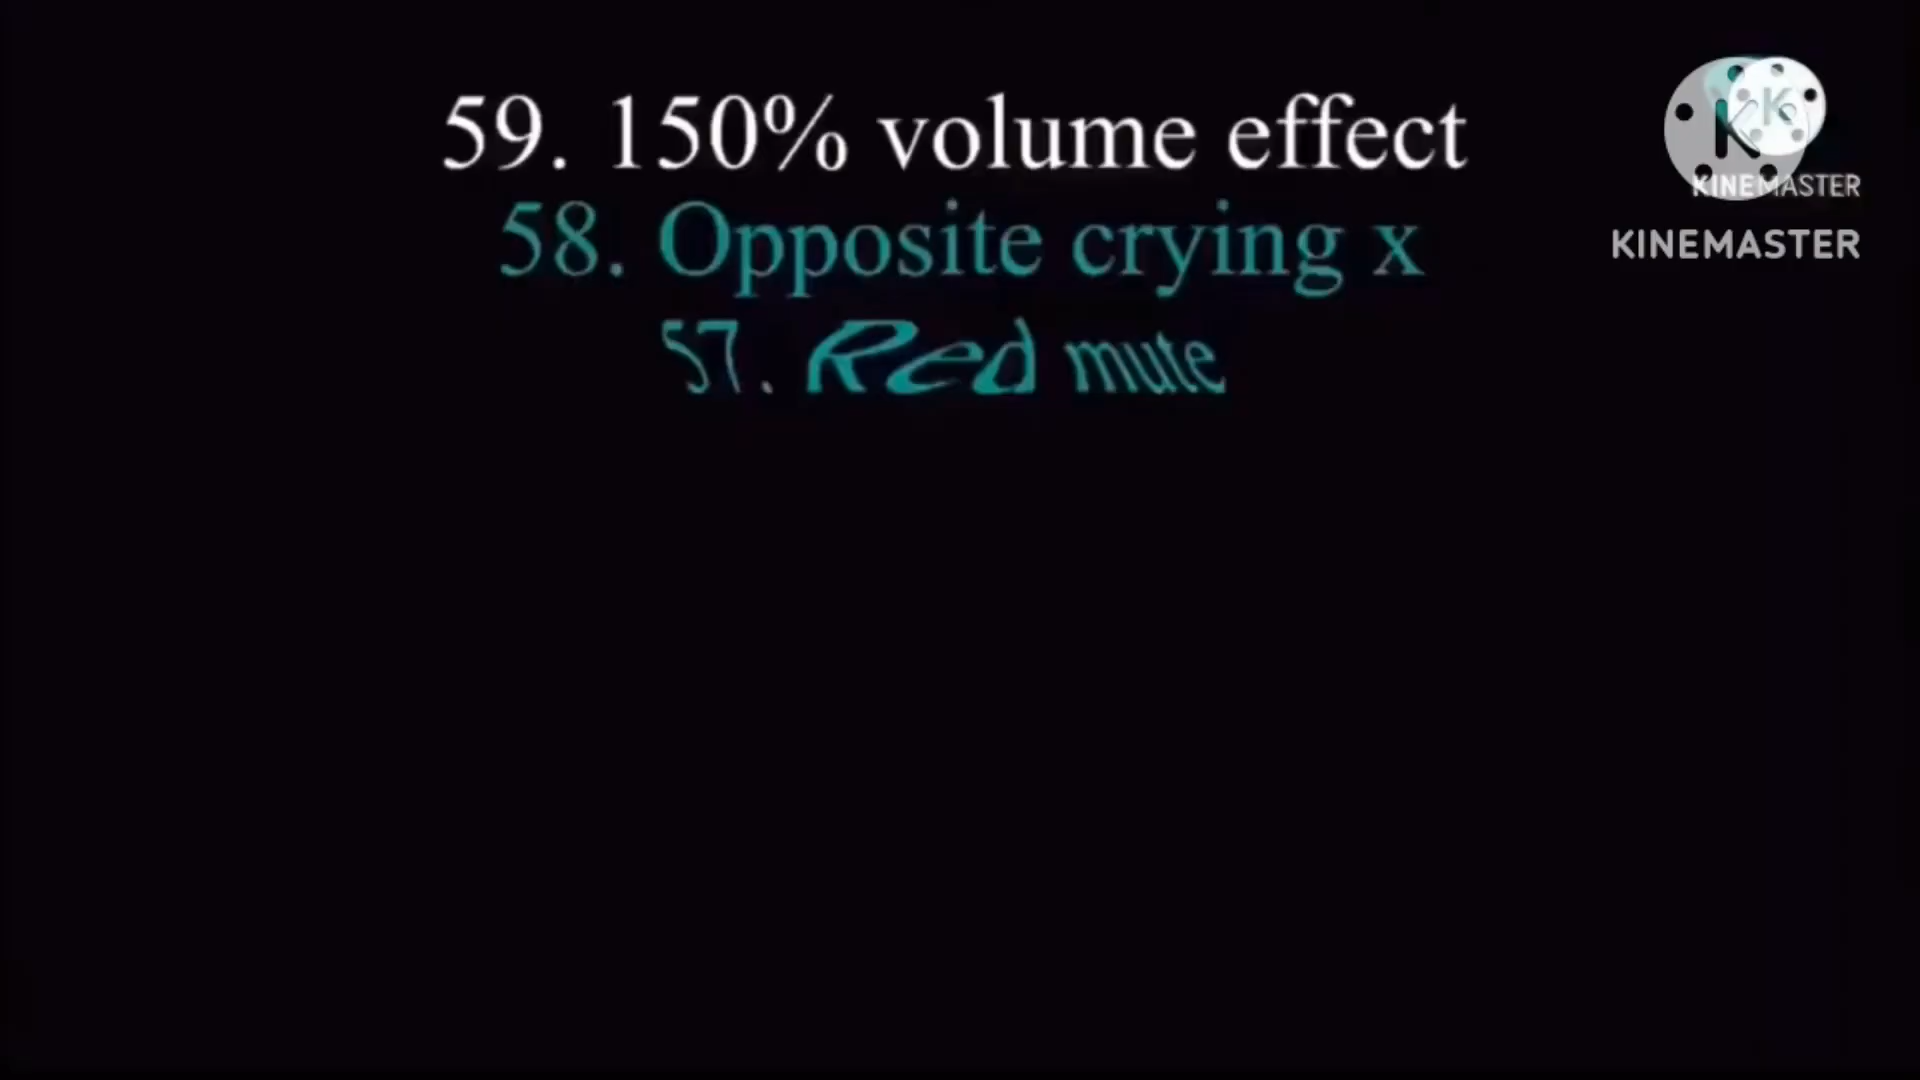 59. 150% volume effect
58. Opposite crying x
57. Red mute
KINEMASTER
KINEMASTER